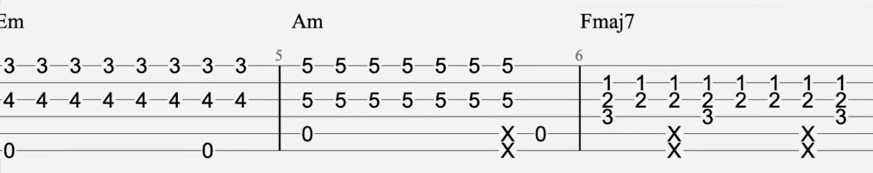 Em Am Fmaj7
5 6
3 3 3 3 3 3 3 3 5 5 5 5 5 5 5
1 1 1 1 1 1 1 1
4 4 4 4 4 4 4 4 5 5 5 5 5 5 5 2 2 2 2 2 2 2 2
3 3 3
0 X 0 X X
0 0 X X X